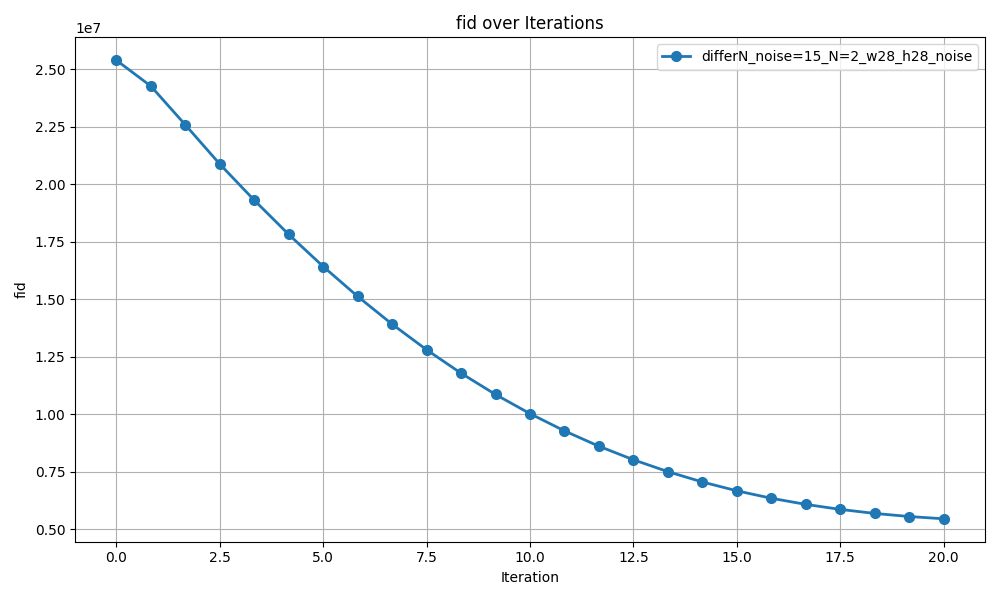 fid over Iterations
1e7
differN_noise=15_N=2_w28_h28_noise
2.50
2.25
2.00
1.75
1.50
1.25
1.00
0.75
0.50
fid
0.0 2.5 5.0 7.5 10.0 12.5 15.0 17.5 20.0
Iteration